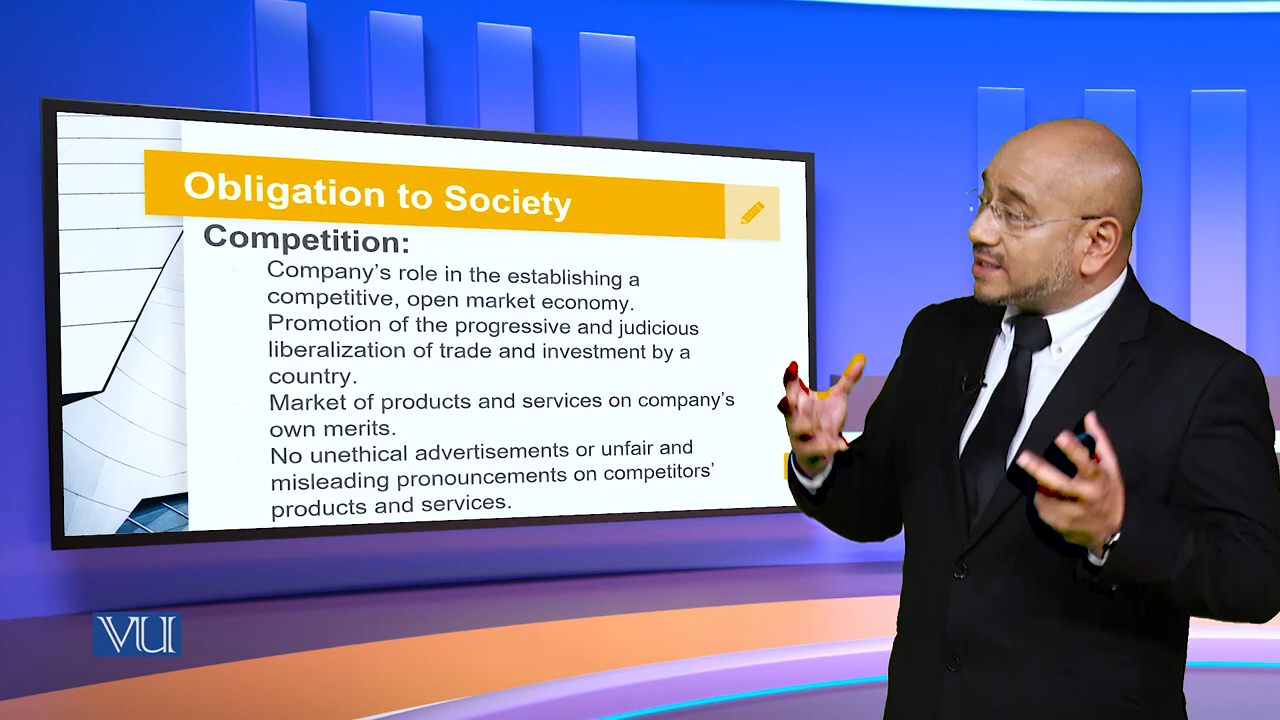 Obligation to Society
Competition:
Company's role in the establishing a
competitive, open market economy.
Promotion of the progressive and judicious
liberalization of trade and investment by a
country.
Market of products and services on company's
own merits.
No unethical advertisements or unfair and
misleading pronouncements on competitors'
products and services.
VU